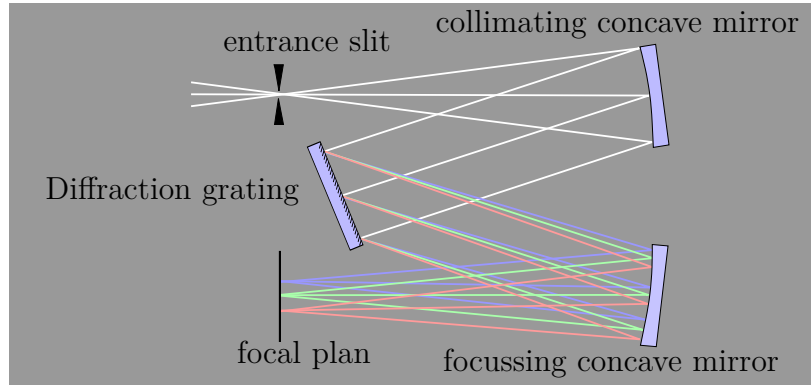 collimating concave mirror
entrance slit
Diffraction grating
focal plan
focussing concave mirror